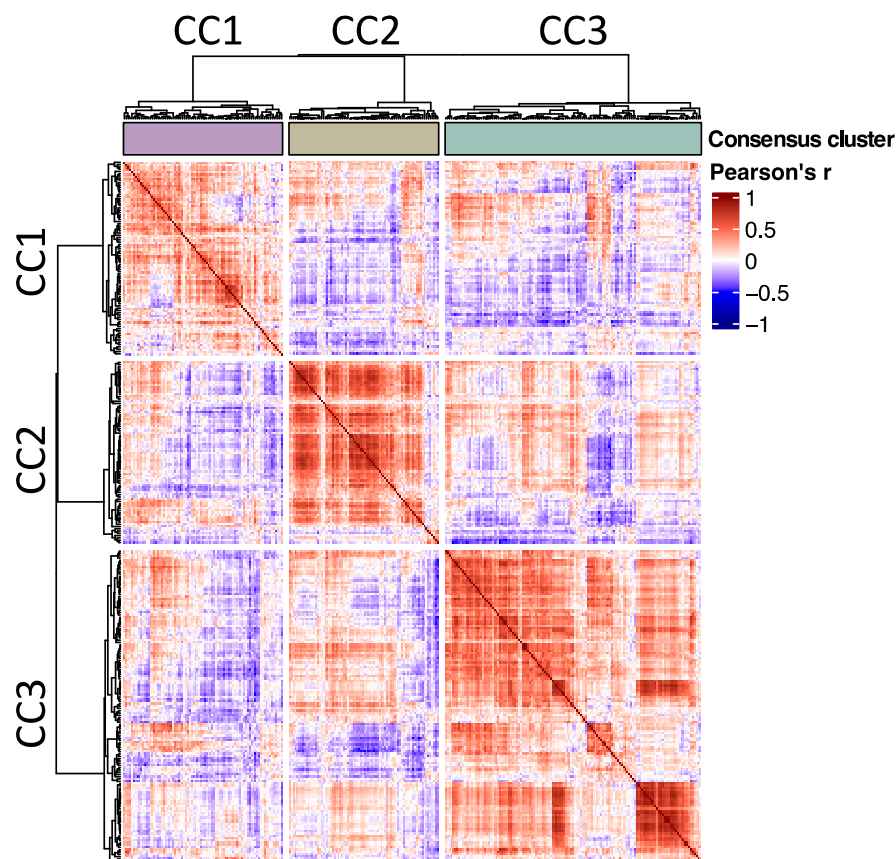 CC1 CC2 CC3
Consensus cluster
Pearson's r
1
0.5
0
−0.5
−1
CC1
CC2
CC3